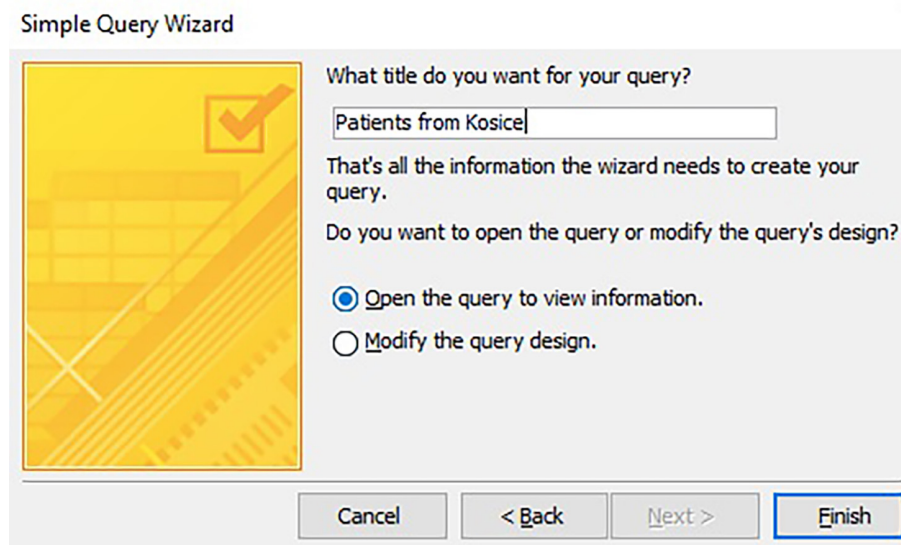 Simple Query Wizard
What title do you want for your query?
Patients from Kosice
That's all the information the wizard needs to create your
query.
Do you want to open the query or modify the query's design?
Open the query to view information.
Modify the query design.
Cancel
< Back
Next >
Finish